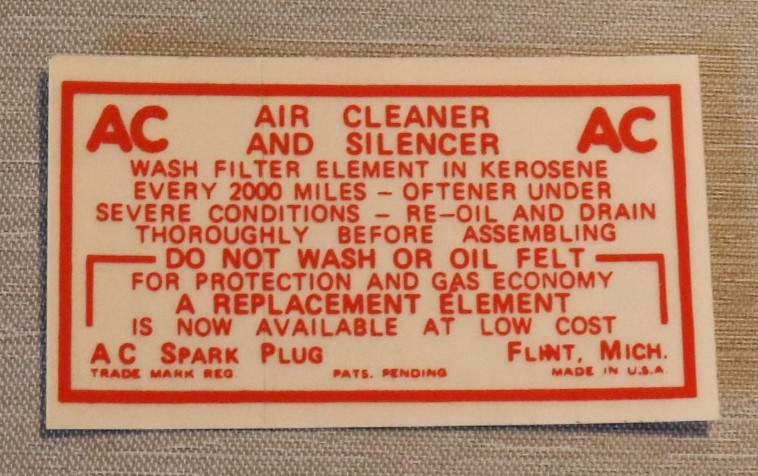 AC AIR CLEANER AC
AND SILENCER
WASH FILTER ELEMENT IN KEROSENE
EVERY 2000 MILES – OFTENER UNDER
SEVERE CONDITIONS – RE–OIL AND DRAIN
THOROUGHLY BEFORE ASSEMBLING
DO NOT WASH OR OIL FELT
FOR PROTECTION AND GAS ECONOMY
A REPLACEMENT ELEMENT
IS NOW AVAILABLE AT LOW COST
AC SPARK PLUG FLINT, MICH.
TRADE MARK REG. PATS. PENDING MADE IN U.S.A.